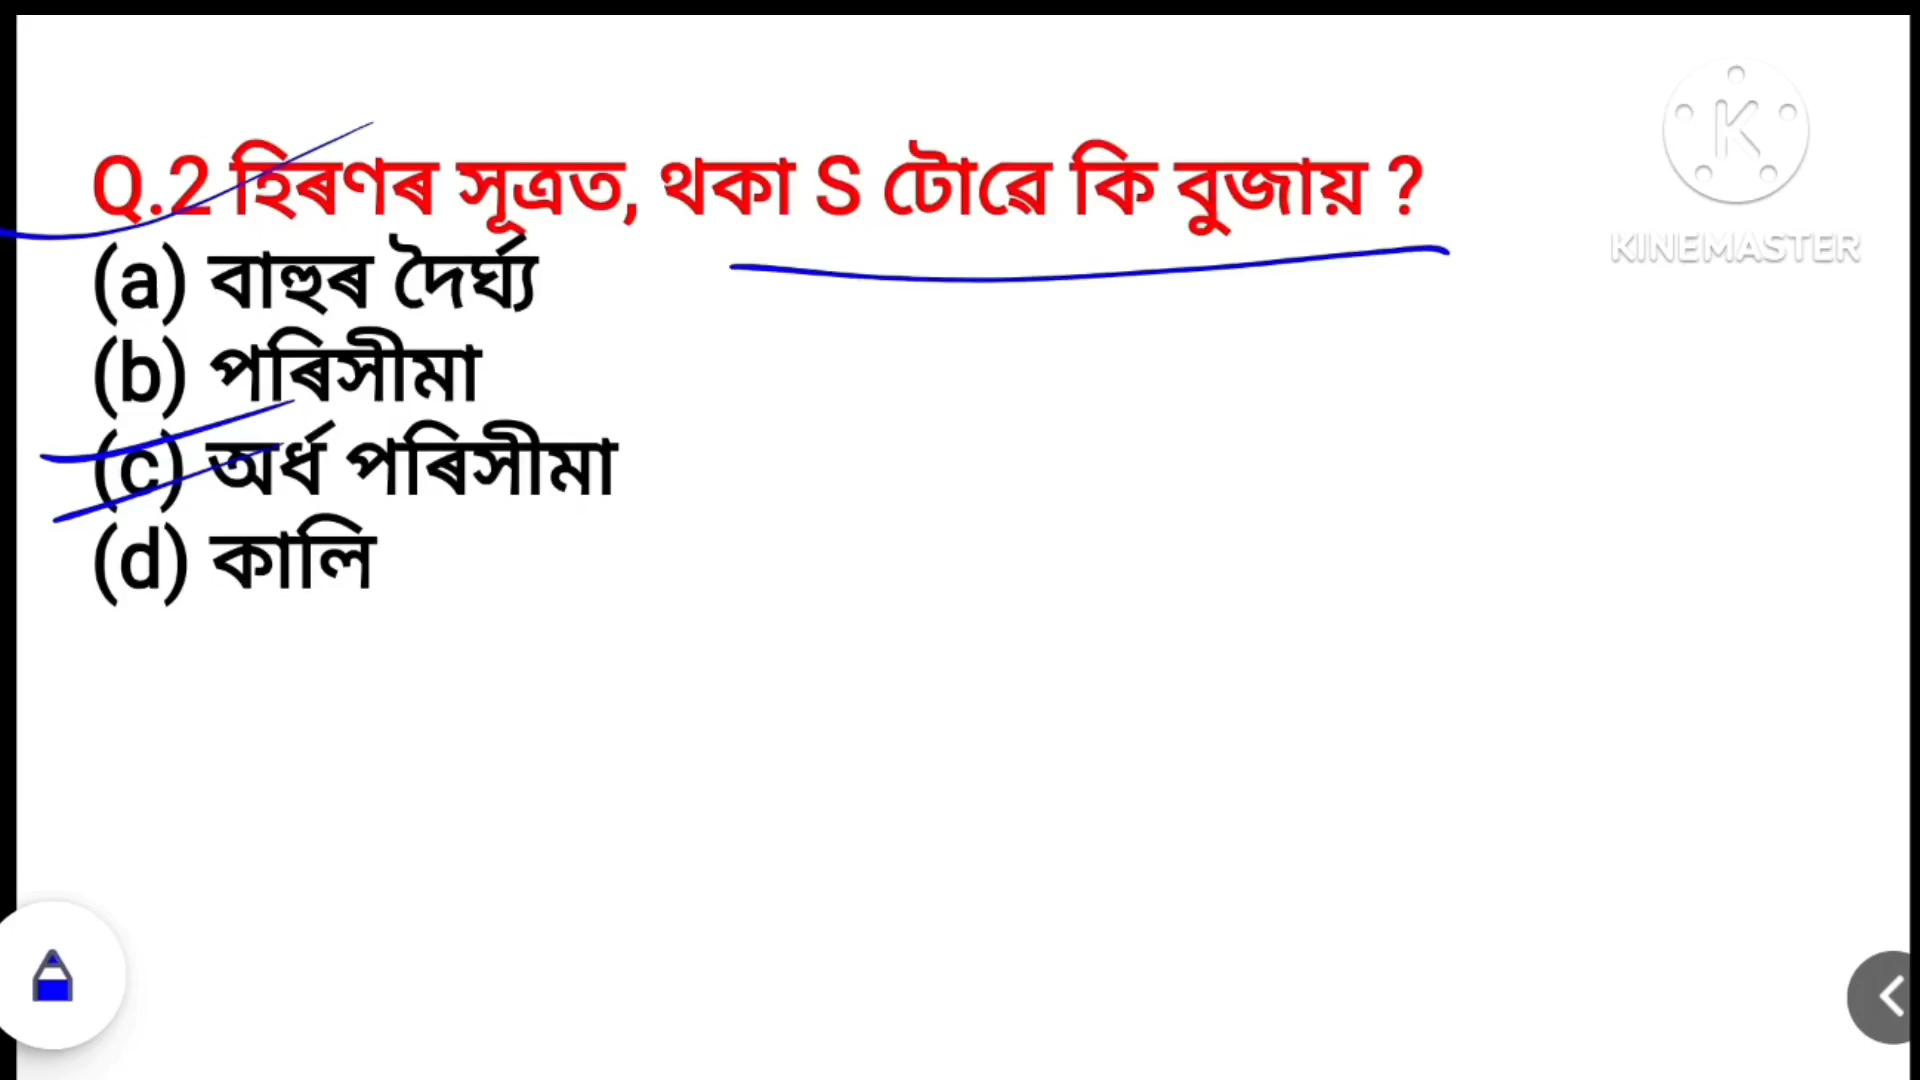 Q.2 হিৰণৰ সূত্ৰত, থকা S টোৱে কি বুজায় ?
(a) বাহুৰ দৈৰ্ঘ্য
(b) পৰিসীমা
(c) অৰ্ধ পৰিসীমা
(d) কালি
K
KINEMASTER